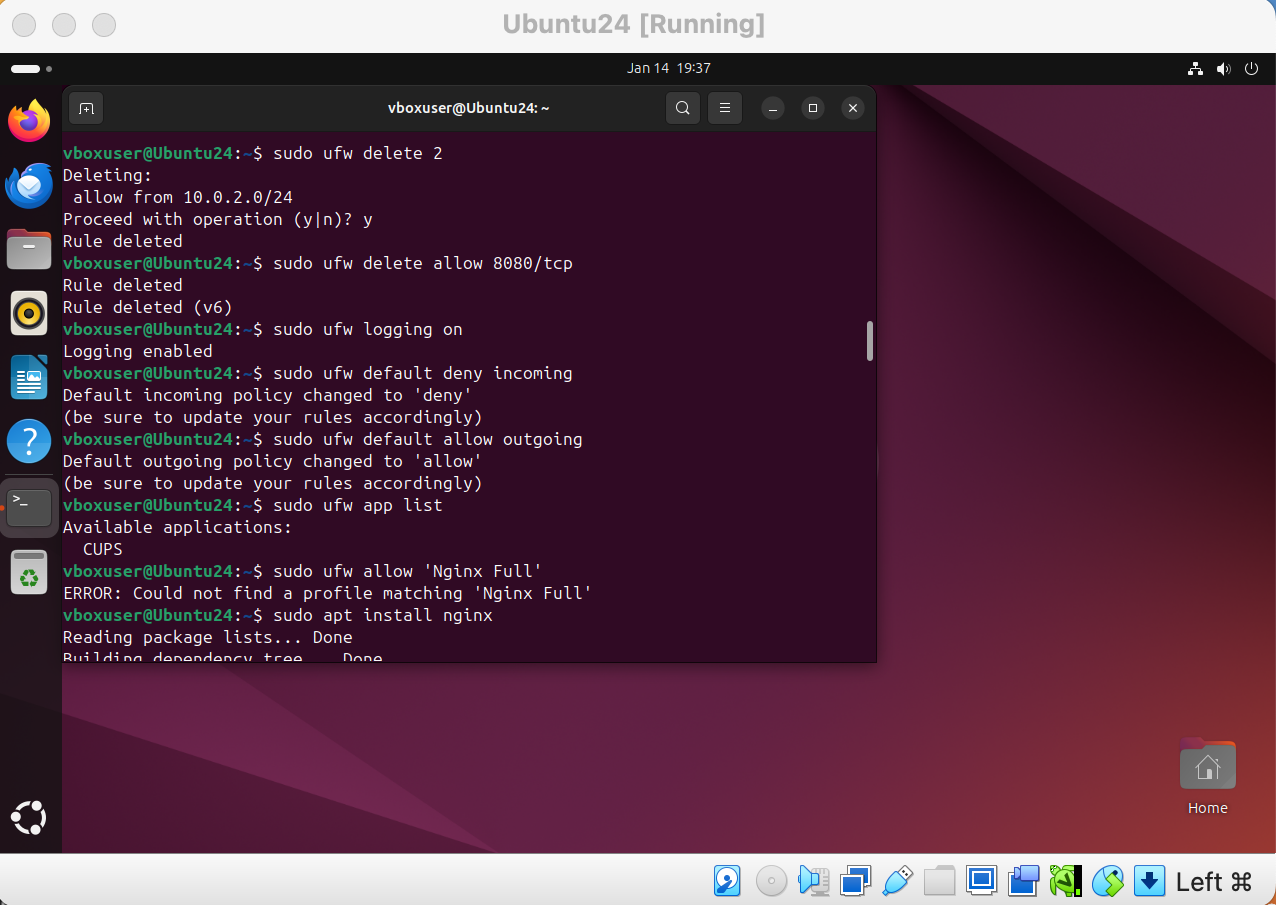 Ubuntu24 [Running]
Jan 14 19:37
vboxuser@Ubuntu24: ~
vboxuser@Ubuntu24:~$ sudo ufw delete 2
Deleting:
 allow from 10.0.2.0/24
Proceed with operation (y|n)? y
Rule deleted
vboxuser@Ubuntu24:~$ sudo ufw delete allow 8080/tcp
Rule deleted
Rule deleted (v6)
vboxuser@Ubuntu24:~$ sudo ufw logging on
Logging enabled
vboxuser@Ubuntu24:~$ sudo ufw default deny incoming
Default incoming policy changed to 'deny'
(be sure to update your rules accordingly)
vboxuser@Ubuntu24:~$ sudo ufw default allow outgoing
Default outgoing policy changed to 'allow'
(be sure to update your rules accordingly)
vboxuser@Ubuntu24:~$ sudo ufw app list
Available applications:
  CUPS
vboxuser@Ubuntu24:~$ sudo ufw allow 'Nginx Full'
ERROR: Could not find a profile matching 'Nginx Full'
vboxuser@Ubuntu24:~$ sudo apt install nginx
Reading package lists... Done
Building dependency tree... Done
Home
Left ⌘